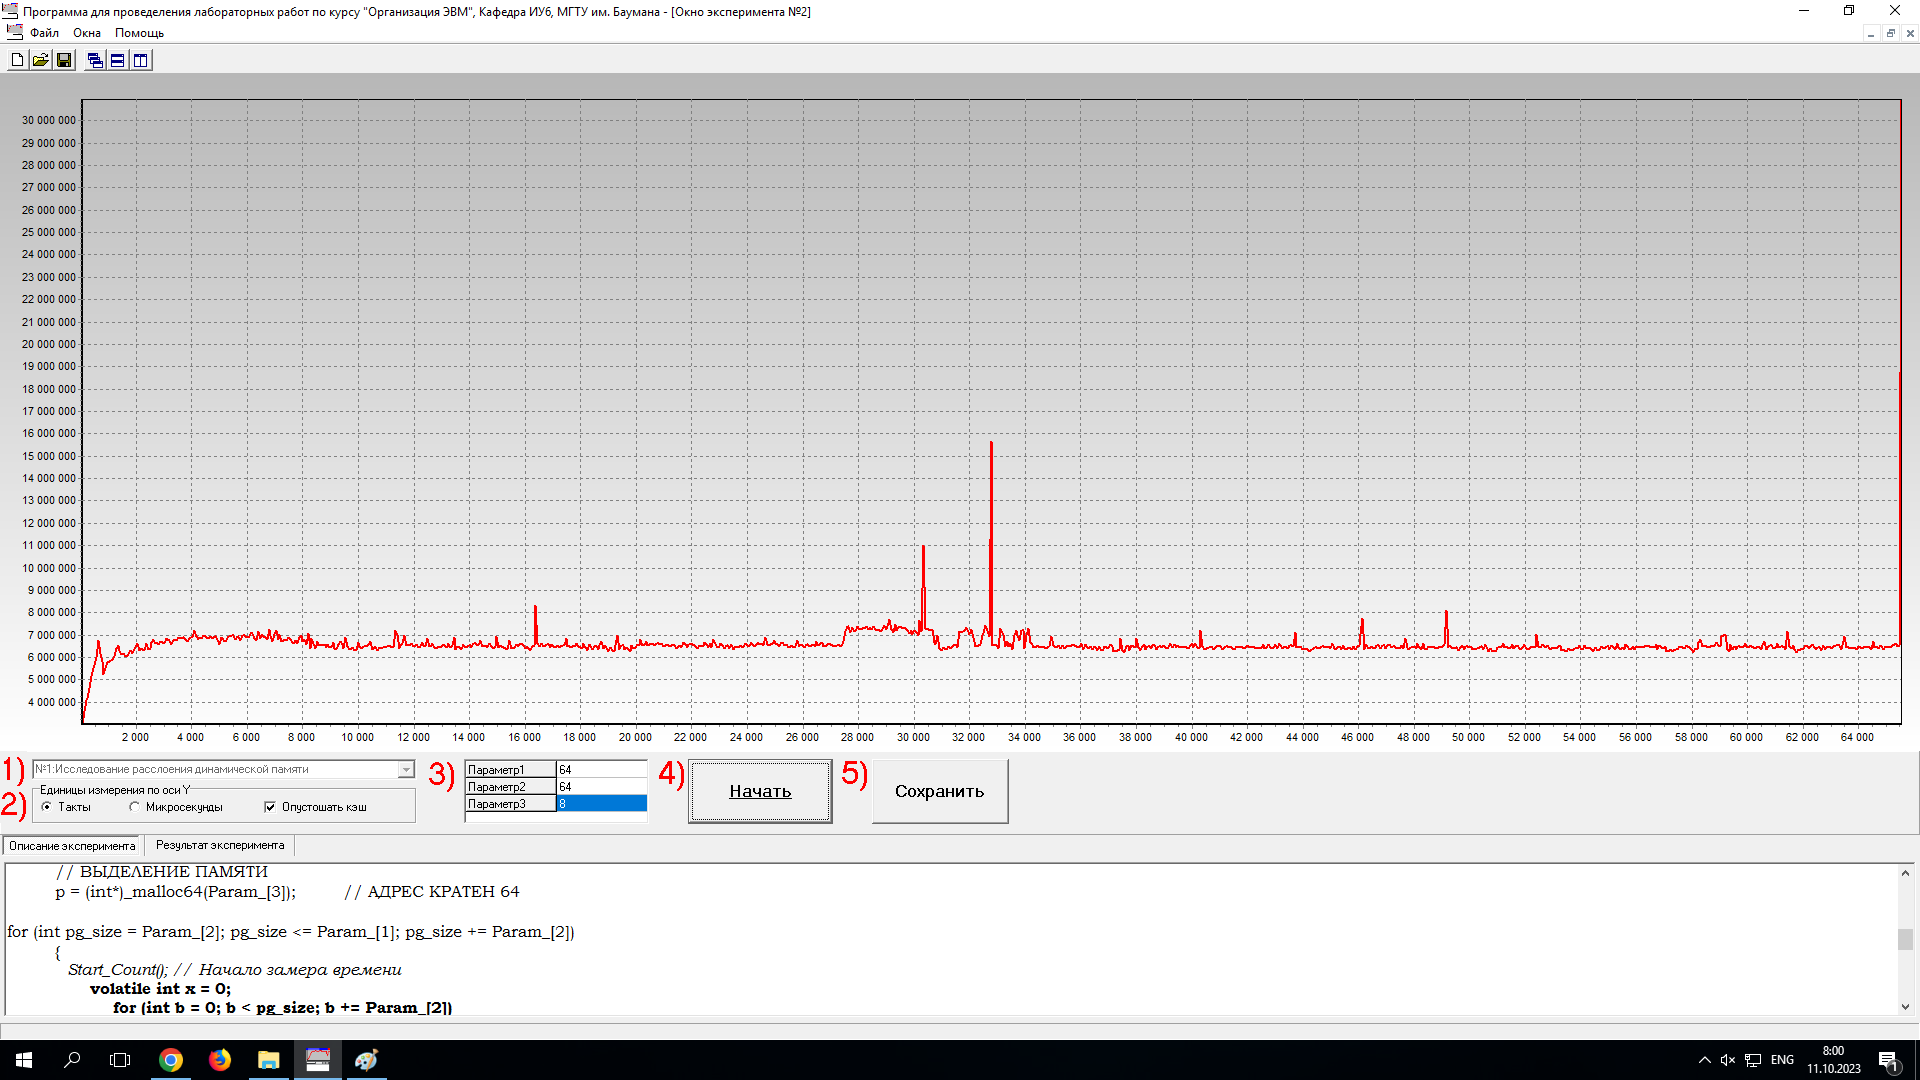 Программа для проведеления лабораторных работ по курсу "Организация ЭВМ", Кафедра ИУ6, МГТУ им. Баумана - [Окно эксперимента №2]
Файл Окна Помощь
30 000 000
29 000 000
28 000 000
27 000 000
26 000 000
25 000 000
24 000 000
23 000 000
22 000 000
21 000 000
20 000 000
19 000 000
18 000 000
17 000 000
16 000 000
15 000 000
14 000 000
13 000 000
12 000 000
11 000 000
10 000 000
9 000 000
8 000 000
7 000 000
6 000 000
5 000 000
4 000 000
2 000 4 000 6 000 8 000 10 000 12 000 14 000 16 000 18 000 20 000 22 000 24 000 26 000 28 000 30 000 32 000 34 000 36 000 38 000 40 000 42 000 44 000 46 000 48 000 50 000 52 000 54 000 56 000 58 000 60 000 62 000 64 000
1) №1:Исследование расслоения динамической памяти
2) Единицы измерения по оси Y
Такты Микросекунды Опустошать кэш
3) Параметр1 64
Параметр2 64
Параметр3 8
4) Начать
5) Сохранить
Описание эксперимента Результат эксперимента
// ВЫДЕЛЕНИЕ ПАМЯТИ
p = (int*)_malloc64(Param_[3]); // АДРЕС КРАТЕН 64
for (int pg_size = Param_[2]; pg_size <= Param_[1]; pg_size += Param_[2])
{
Start_Count(); // Начало замера времени
volatile int x = 0;
for (int b = 0; b < pg_size; b += Param_[2])
ENG
8:00
11.10.2023
1